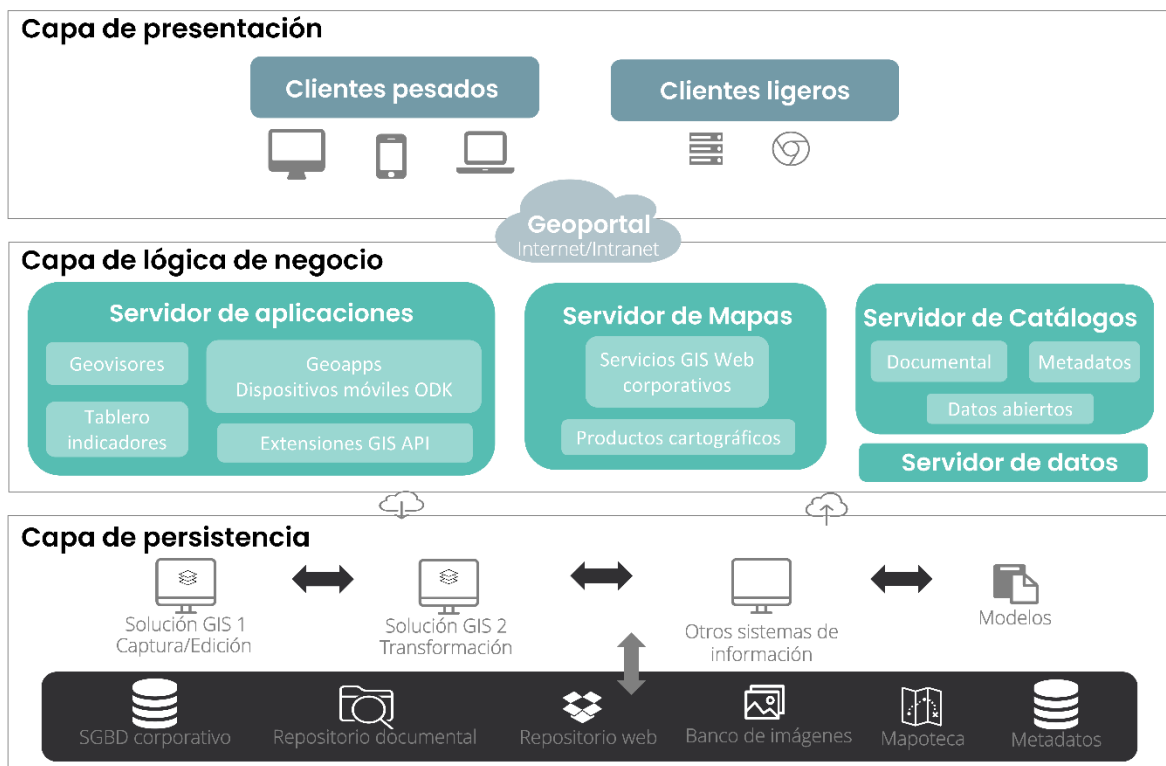 Capa de presentación
Clientes pesados
Clientes ligeros
Geoportal
Internet/Intranet
Capa de lógica de negocio
Servidor de aplicaciones
Geovisores
Geoapps
Dispositivos móviles ODK
Tablero
indicadores
Extensiones GIS API
Servidor de Mapas
Servicios GIS Web
corporativos
Productos cartográficos
Servidor de Catálogos
Documental
Metadatos
Datos abiertos
Servidor de datos
Capa de persistencia
Solución GIS 1
Captura/Edición
Solución GIS 2
Transformación
Otros sistemas de
información
Modelos
SGBD corporativo
Repositorio documental
Repositorio web
Banco de imágenes
Mapoteca
Metadatos